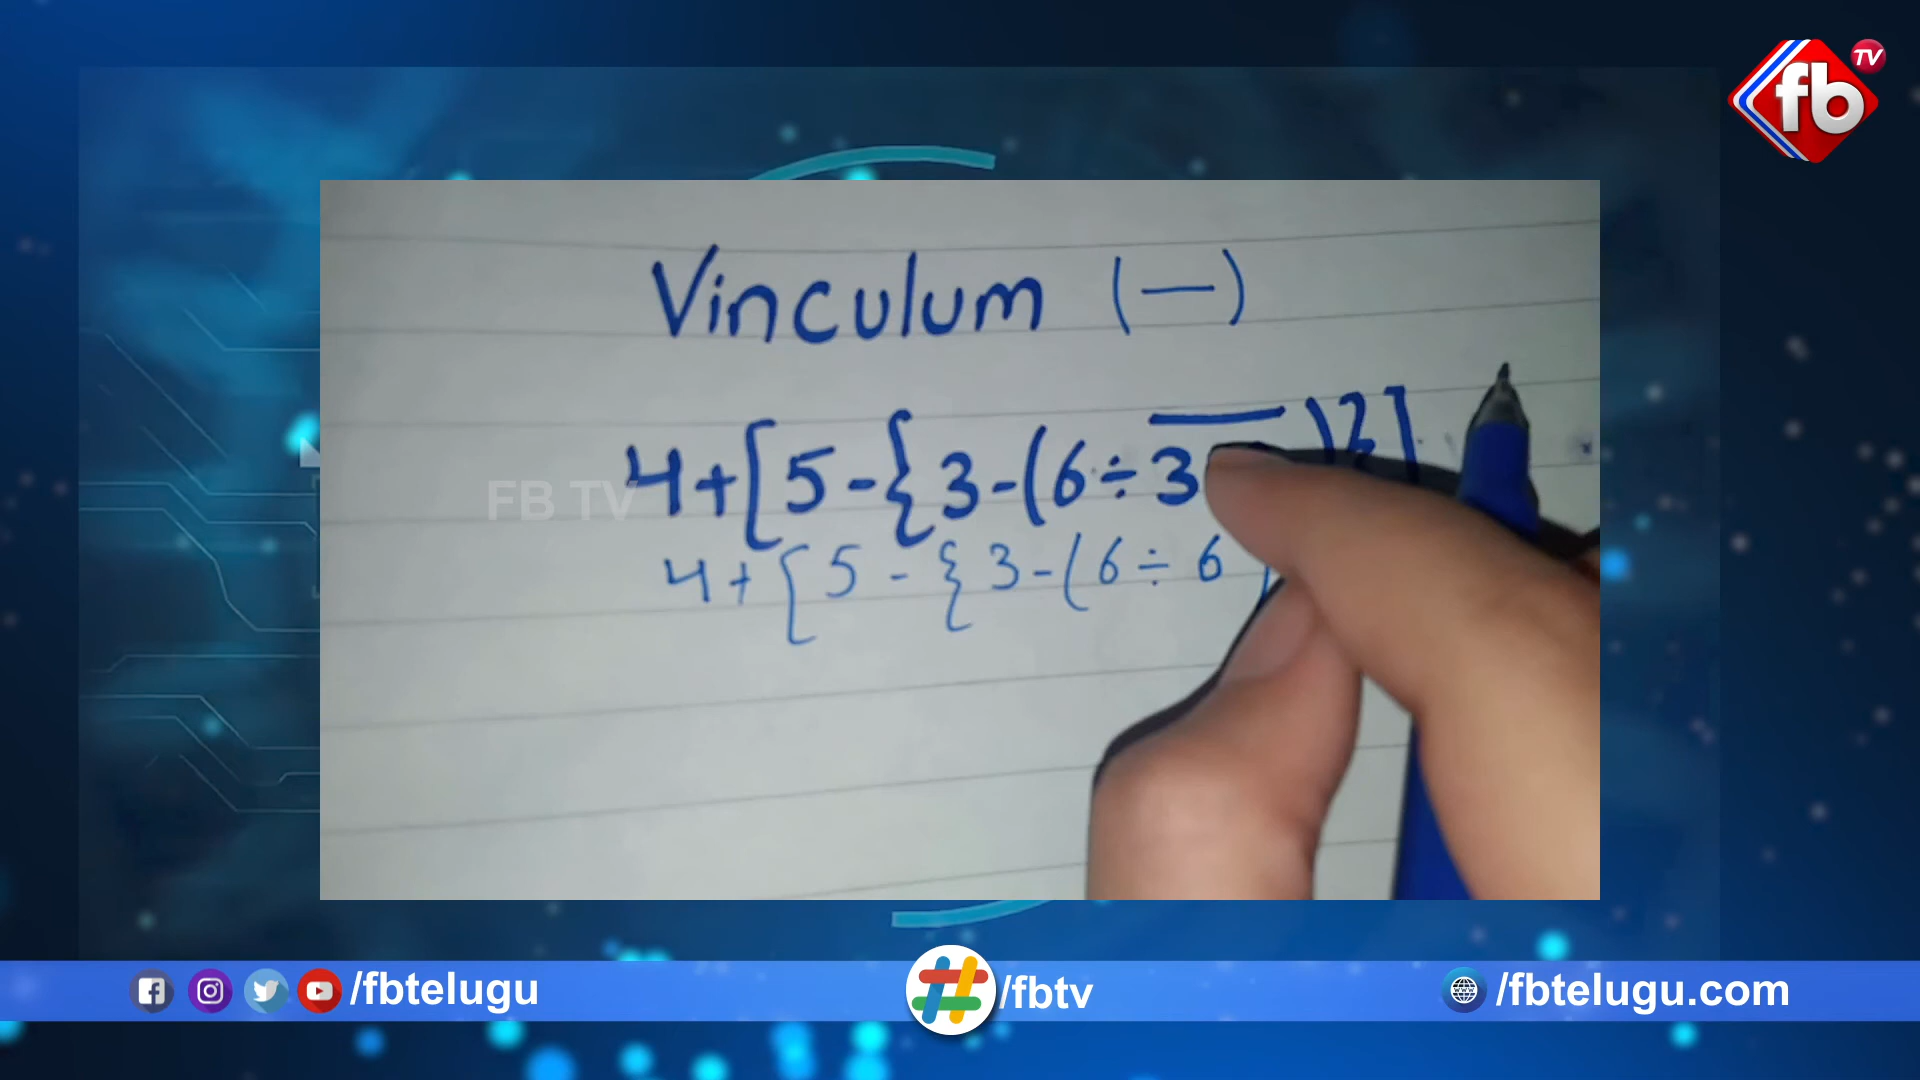 fb TV
Vinculum (—)
4+[5-{3-(6÷3 )}]
FB TV
4+[5-{3-(6÷6)
/fbtelugu
/fbtv
/fbtelugu.com